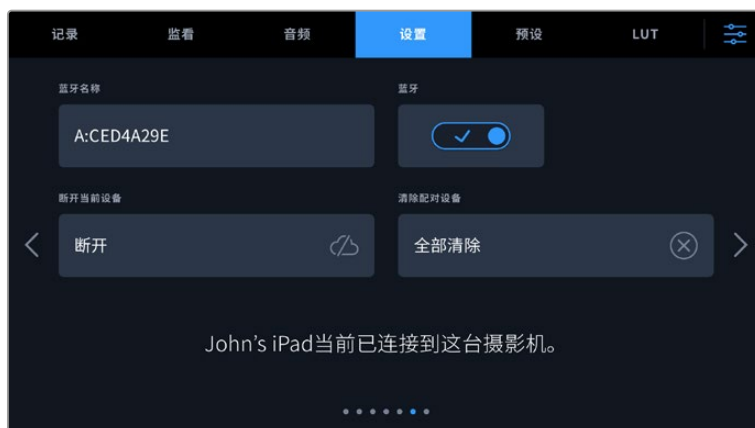 记录 监看 音频 设置 预设 LUT
蓝牙名称 蓝牙
A:CED4A29E
断开当前设备 清除配对设备
断开 全部清除
John's iPad当前已连接到这台摄影机。